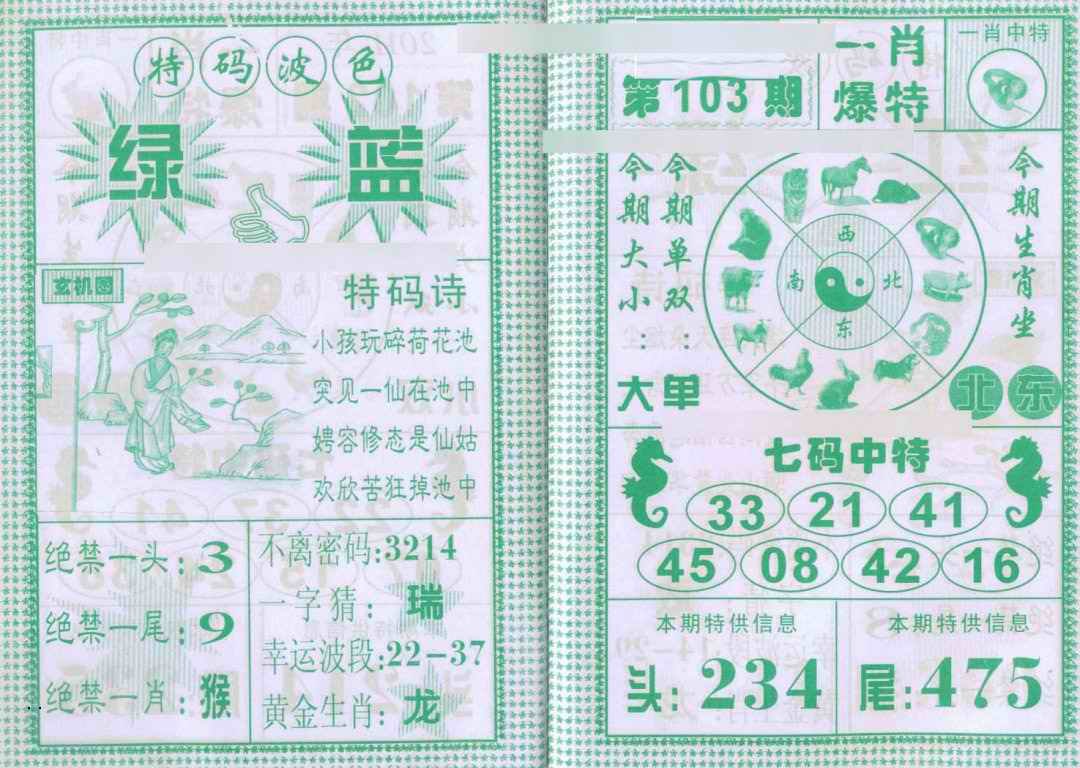 特码波色
绿 蓝
玄机图
特码诗
小孩玩碎荷花池
突见一仙在池中
娉容修态是仙姑
欢欣苦狂掉池中
绝禁一头:3
绝禁一尾:9
绝禁一肖:猴
不离密码:3214
一字猜:瑞
幸运波段:22-37
黄金生肖:龙
第103期
一肖
爆特
一肖中特
今期大小:大
今期单双:单
西
南 北
东
今期生肖坐
北东
七码中特
33 21 41
45 08 42 16
本期特供信息
头:234
本期特供信息
尾:475